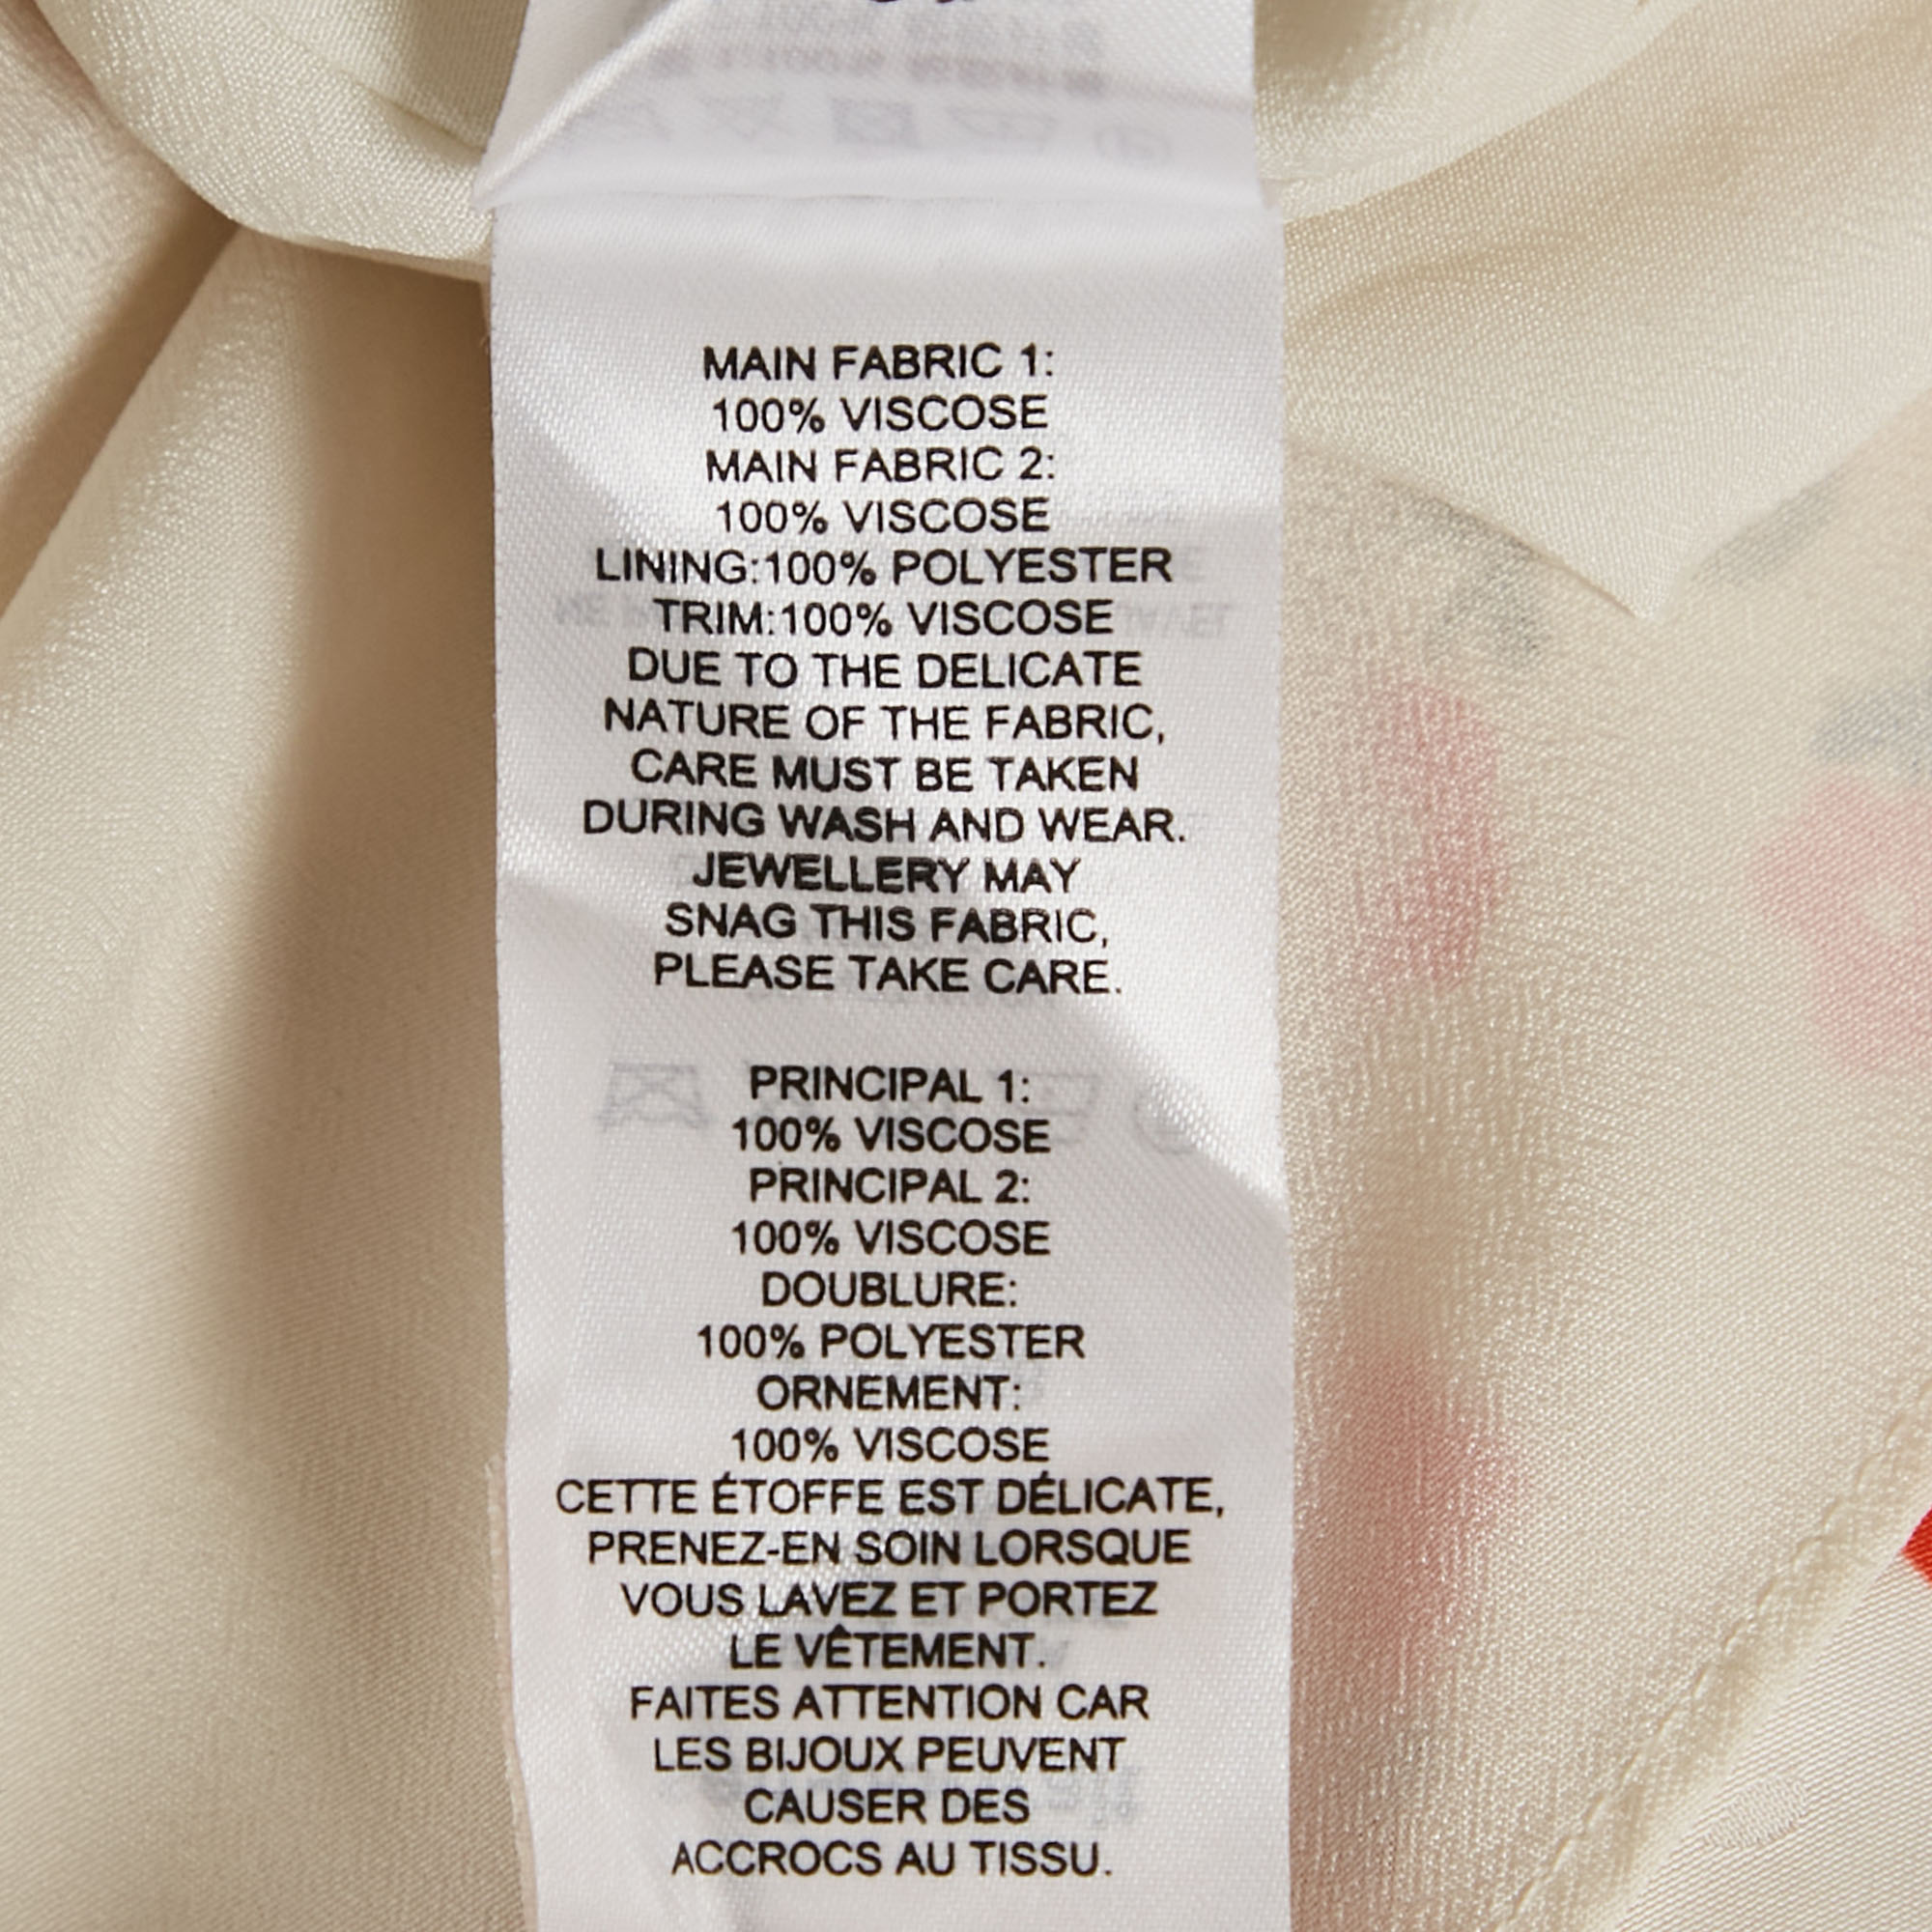 MAIN FABRIC 1:
100% VISCOSE
MAIN FABRIC 2:
100% VISCOSE
LINING:100% POLYESTER
TRIM:100% VISCOSE
DUE TO THE DELICATE
NATURE OF THE FABRIC,
CARE MUST BE TAKEN
DURING WASH AND WEAR.
JEWELLERY MAY
SNAG THIS FABRIC,
PLEASE TAKE CARE.
PRINCIPAL 1:
100% VISCOSE
PRINCIPAL 2:
100% VISCOSE
DOUBLURE:
100% POLYESTER
ORNEMENT:
100% VISCOSE
CETTE ÉTOFFE EST DÉLICATE,
PRENEZ-EN SOIN LORSQUE
VOUS LAVEZ ET PORTEZ
LE VÊTEMENT.
FAITES ATTENTION CAR
LES BIJOUX PEUVENT
CAUSER DES
ACCROCS AU TISSU.